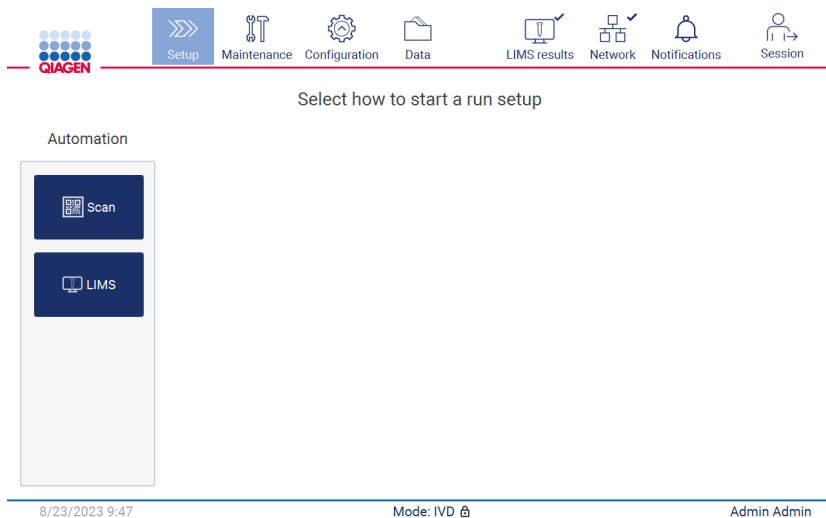 QIAGEN
Setup
Maintenance
Configuration
Data
LIMS results
Network
Notifications
Session
Select how to start a run setup
Automation
Scan
LIMS
8/23/2023 9:47
Mode: IVD
Admin Admin